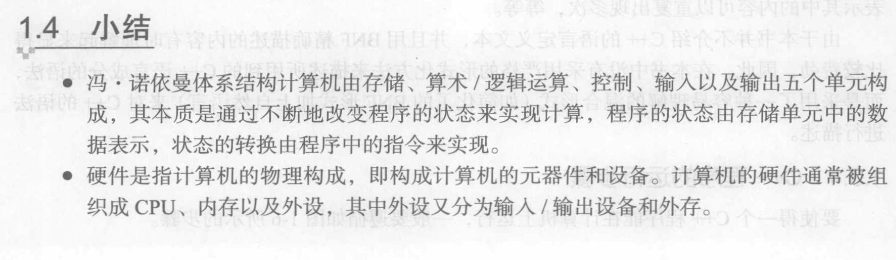 1.4 小结
● 冯·诺依曼体系结构计算机由存储、算术/逻辑运算、控制、输入以及输出五个单元构
成，其本质是通过不断地改变程序的状态来实现计算，程序的状态由存储单元中的数
据表示，状态的转换由程序中的指令来实现。
● 硬件是指计算机的物理构成，即构成计算机的元器件和设备。计算机的硬件通常被组
织成 CPU、内存以及外设，其中外设又分为输入/输出设备和外存。